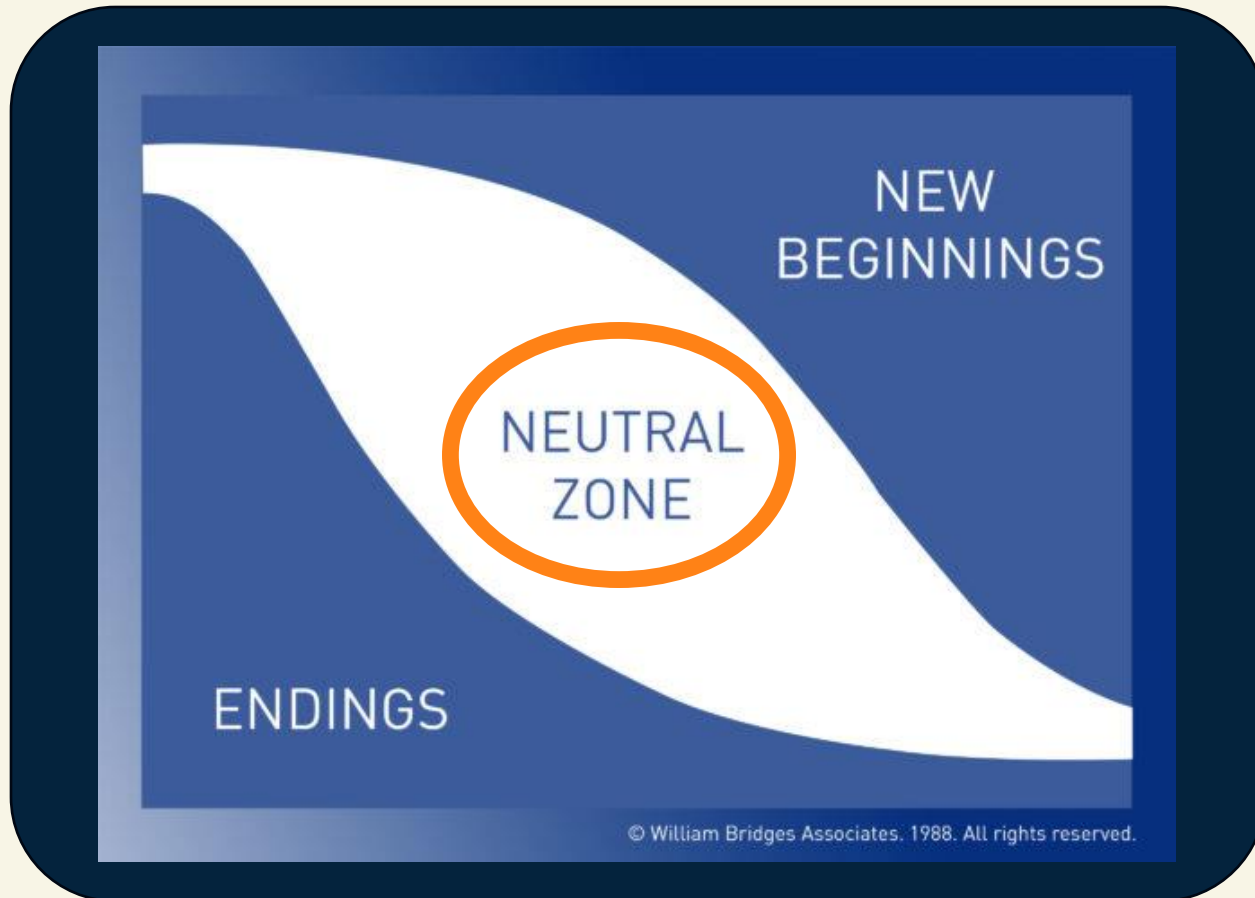 NEW
BEGINNINGS
NEUTRAL
ZONE
ENDINGS
© William Bridges Associates. 1988. All rights reserved.